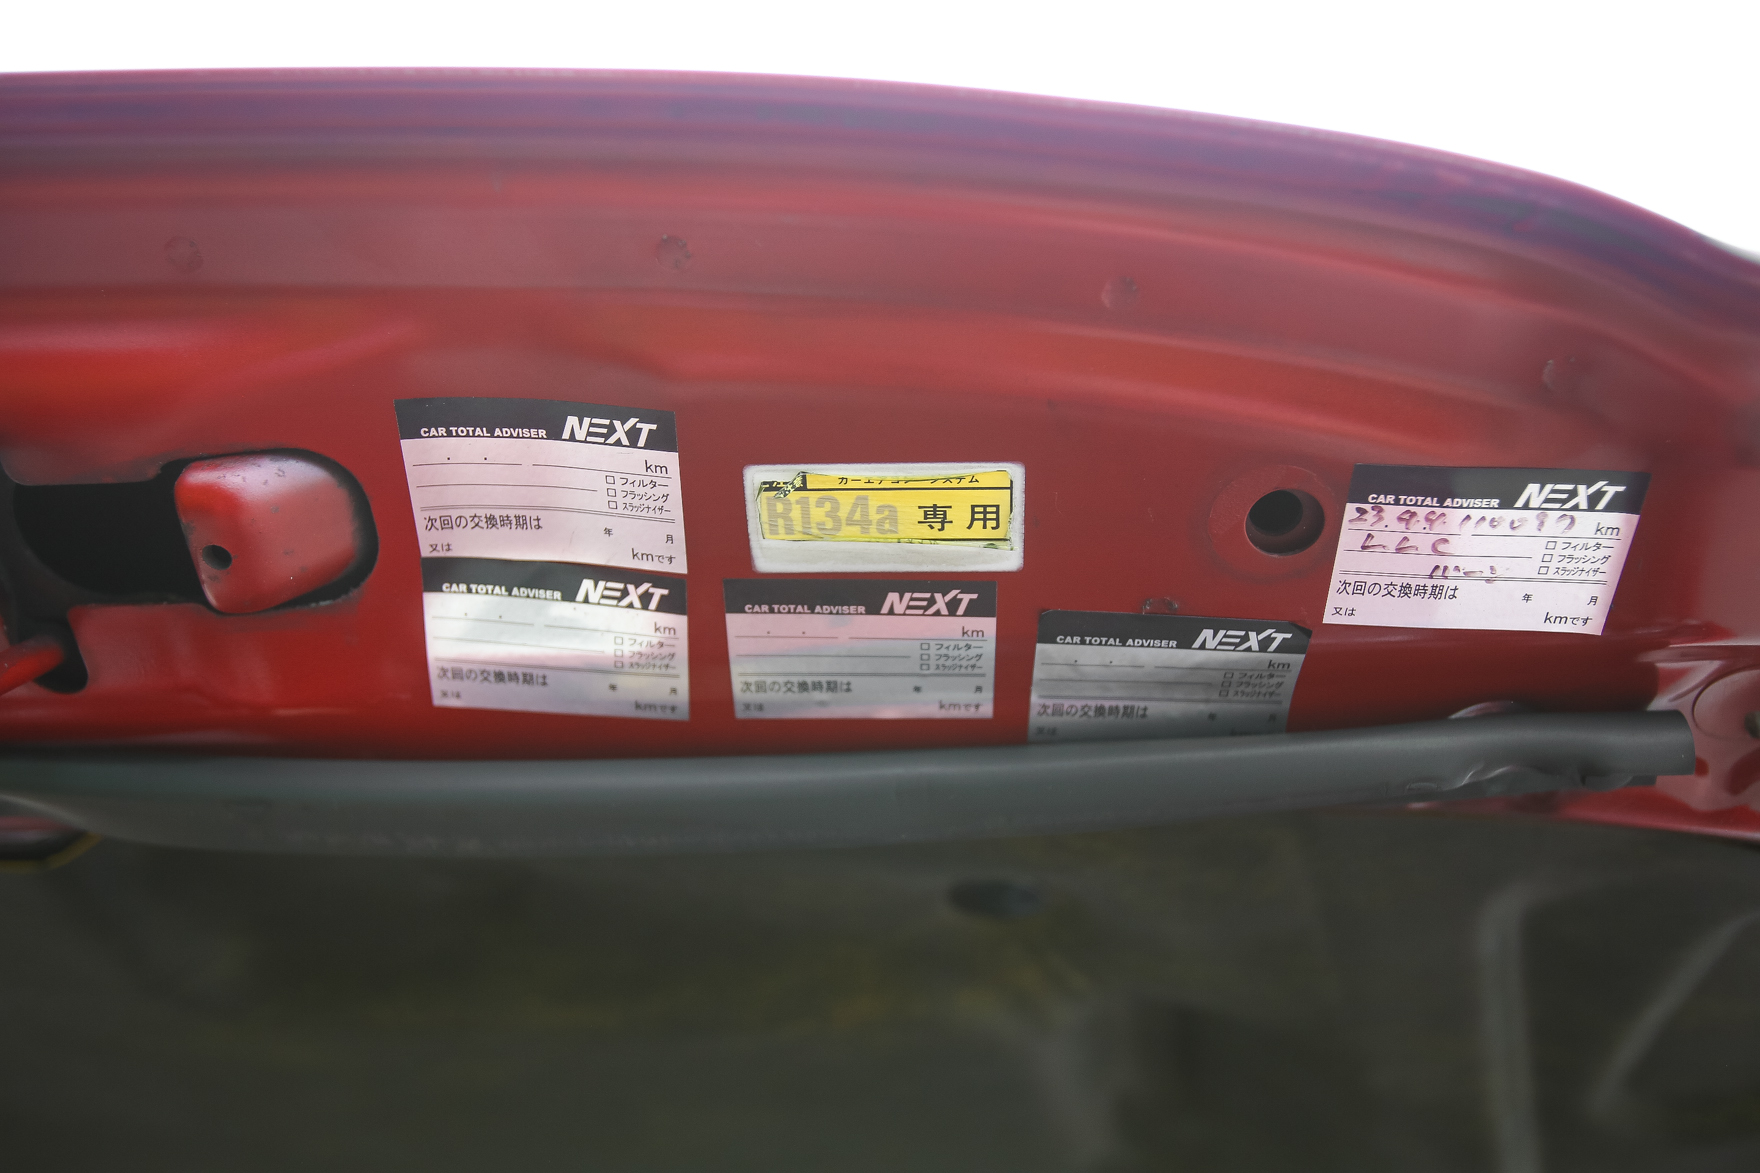 CAR TOTAL ADVISER NEXT
km
□ フィルター
□ フラッシング
□ スラッジナイザー
次回の交換時期は
年 月
又は kmです
CAR TOTAL ADVISER NEXT
km
□ フィルター
□ フラッシング
□ スラッジナイザー
次回の交換時期は
年 月
又は kmです
カーエアコン システム
R134a 専用
CAR TOTAL ADVISER NEXT
km
□ フィルター
□ フラッシング
□ スラッジナイザー
次回の交換時期は
年 月
又は kmです
CAR TOTAL ADVISER NEXT
km
□ フィルター
□ フラッシング
□ スラッジナイザー
次回の交換時期は
年 月
又は
CAR TOTAL ADVISER NEXT
23. km
LLC
□ フィルター
□ フラッシング
□ スラッジナイザー
次回の交換時期は
年 月
又は kmです